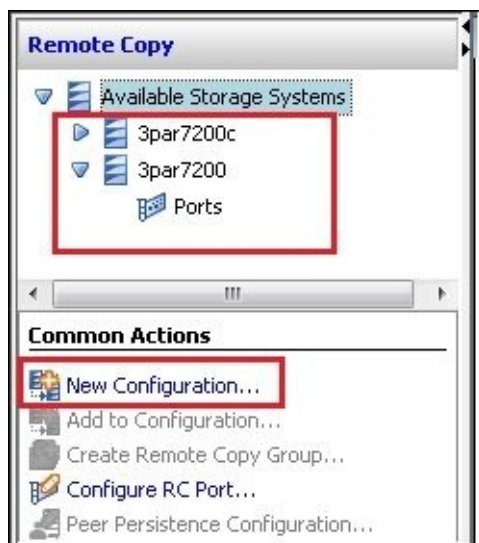 Remote Copy
Available Storage Systems
3par7200c
3par7200
Ports
Common Actions
New Configuration...
Add to Configuration...
Create Remote Copy Group...
Configure RC Port...
Peer Persistence Configuration...